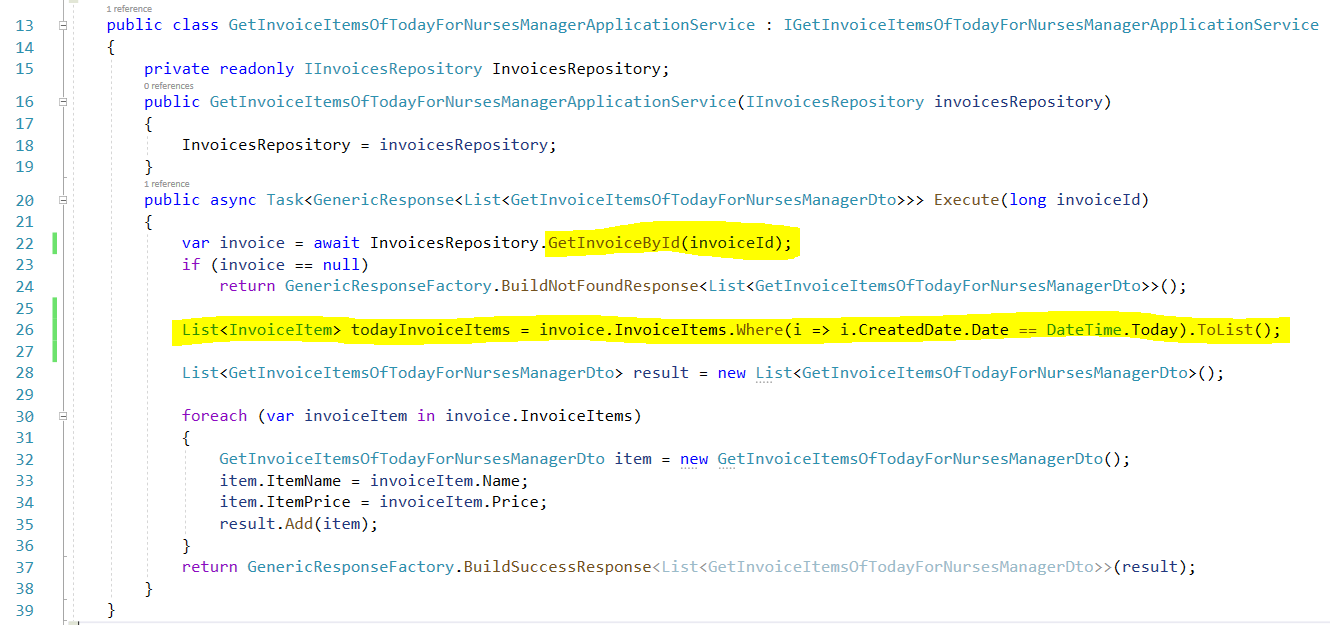 1 reference
13 public class GetInvoiceItemsOfTodayForNursesManagerApplicationService : IGetInvoiceItemsOfTodayForNursesManagerApplicationService
14 {
15 private readonly IInvoicesRepository InvoicesRepository;
0 references
16 public GetInvoiceItemsOfTodayForNursesManagerApplicationService(IInvoicesRepository invoicesRepository)
17 {
18 InvoicesRepository = invoicesRepository;
19 }
1 reference
20 public async Task<GenericResponse<List<GetInvoiceItemsOfTodayForNursesManagerDto>>> Execute(long invoiceId)
21 {
22 var invoice = await InvoicesRepository.GetInvoiceById(invoiceId);
23 if (invoice == null)
24 return GenericResponseFactory.BuildNotFoundResponse<List<GetInvoiceItemsOfTodayForNursesManagerDto>>();
25
26 List<InvoiceItem> todayInvoiceItems = invoice.InvoiceItems.Where(i => i.CreatedDate.Date == DateTime.Today).ToList();
27
28 List<GetInvoiceItemsOfTodayForNursesManagerDto> result = new List<GetInvoiceItemsOfTodayForNursesManagerDto>();
29
30 foreach (var invoiceItem in invoice.InvoiceItems)
31 {
32 GetInvoiceItemsOfTodayForNursesManagerDto item = new GetInvoiceItemsOfTodayForNursesManagerDto();
33 item.ItemName = invoiceItem.Name;
34 item.ItemPrice = invoiceItem.Price;
35 result.Add(item);
36 }
37 return GenericResponseFactory.BuildSuccessResponse<List<GetInvoiceItemsOfTodayForNursesManagerDto>>(result);
38 }
39 }